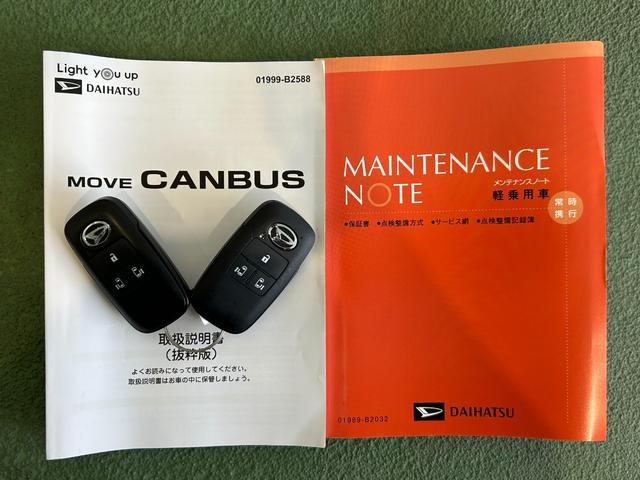 Light you up
DAIHATSU
01999-B2588
MOVE CANBUS
取扱説明書
(抜粋版)
よくお読みになって使用してください。
取扱説明書はお車の中に保管しましょう。
MAINTENANCE
NOTE
メンテナンスノート
軽乗用車
常時
携行
●保証書 ●点検整備方式 ●サービス網 ●点検整備記録簿
01989-B2032
DAIHATSU